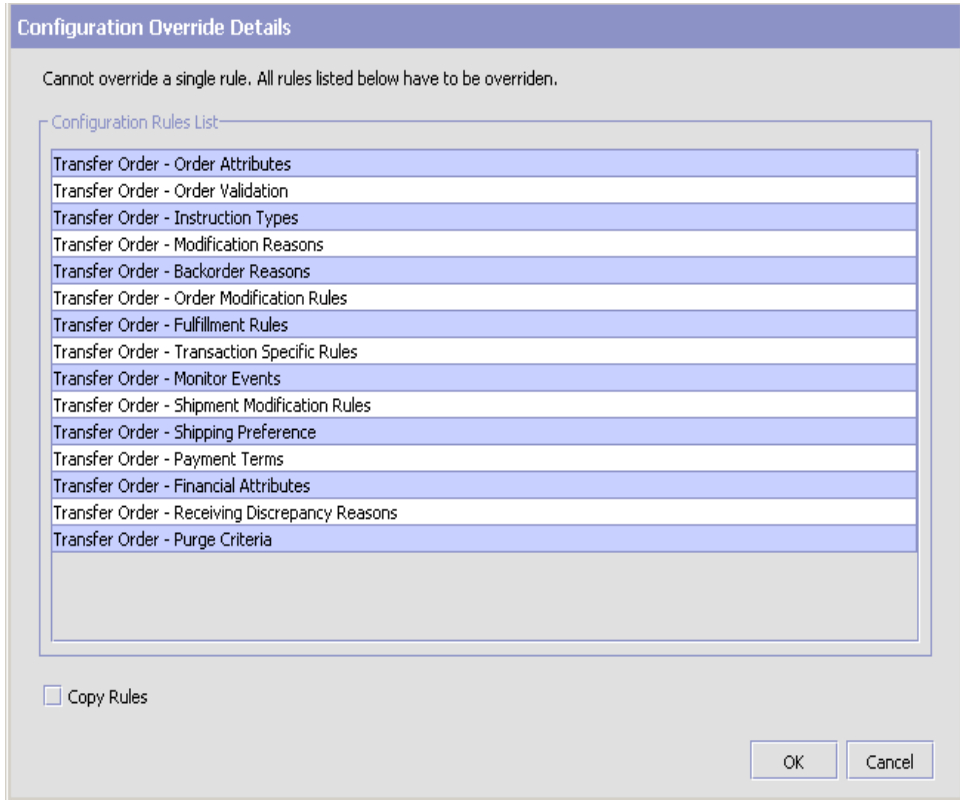 Configuration Override Details
Cannot override a single rule. All rules listed below have to be overriden.
Configuration Rules List
Transfer Order - Order Attributes
Transfer Order - Order Validation
Transfer Order - Instruction Types
Transfer Order - Modification Reasons
Transfer Order - Backorder Reasons
Transfer Order - Order Modification Rules
Transfer Order - Fulfillment Rules
Transfer Order - Transaction Specific Rules
Transfer Order - Monitor Events
Transfer Order - Shipment Modification Rules
Transfer Order - Shipping Preference
Transfer Order - Payment Terms
Transfer Order - Financial Attributes
Transfer Order - Receiving Discrepancy Reasons
Transfer Order - Purge Criteria
Copy Rules
OK Cancel